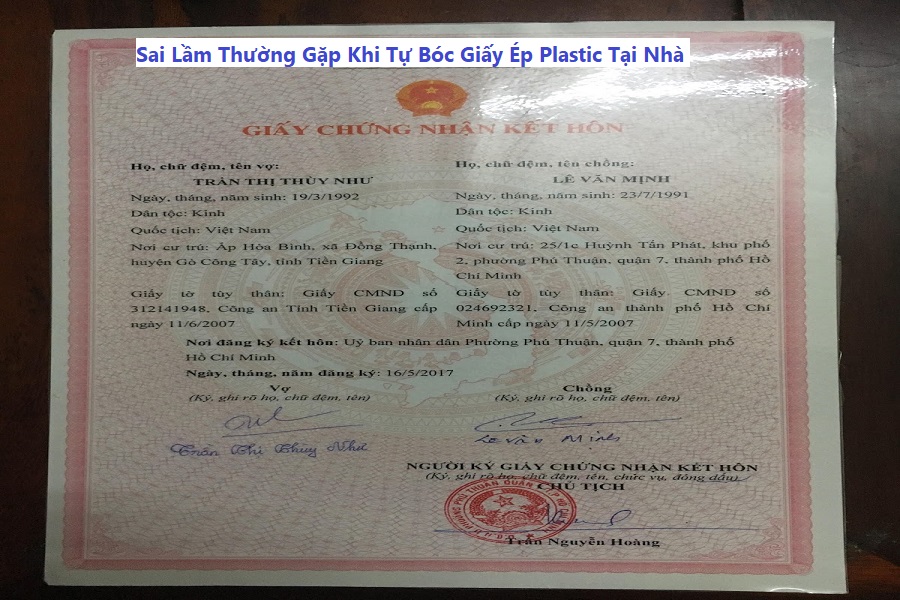 Sai Lầm Thường Gặp Khi Tự Bóc Giấy Ép Plastic Tại Nhà
GIẤY CHỨNG NHẬN KẾT HÔN
Họ, chữ đệm, tên vợ:
TRẦN THỊ THÙY NHƯ
Ngày, tháng, năm sinh: 19/3/1992
Dân tộc: Kinh
Quốc tịch: Việt Nam
Nơi cư trú: Ấp Hòa Bình, xã Đồng Thạnh,
huyện Gò Công Tây, tỉnh Tiền Giang
Giấy tờ tùy thân: Giấy CMND số
312141948, Công an Tỉnh Tiền Giang cấp
ngày 11/6/2007
Họ, chữ đệm, tên chồng:
LÊ VĂN MỊNH
Ngày, tháng, năm sinh: 23/7/1991
Dân tộc: Kinh
Quốc tịch: Việt Nam
Nơi cư trú: 25/1c Huỳnh Tấn Phát, khu phố
2, phường Phú Thuận, quận 7, thành phố Hồ
Chí Minh
Giấy tờ tùy thân: Giấy CMND số
024692321, Công an thành phố Hồ Chí
Minh cấp ngày 11/5/2007
Nơi đăng ký kết hôn: Uỷ ban nhân dân Phường Phú Thuận, quận 7, thành phố
Hồ Chí Minh
Ngày, tháng, năm đăng ký: 16/5/2017
Vợ
(Ký, ghi rõ họ, chữ đệm, tên)
Trần Thị Thùy Như
Chồng
(Ký, ghi rõ họ, chữ đệm, tên)
Lê Văn Mịnh
NGƯỜI KÝ GIẤY CHỨNG NHẬN KẾT HÔN
(Ký, ghi rõ họ, chữ đệm, tên, chức vụ, đóng dấu)
CHỦ TỊCH
Trần Nguyễn Hoàng